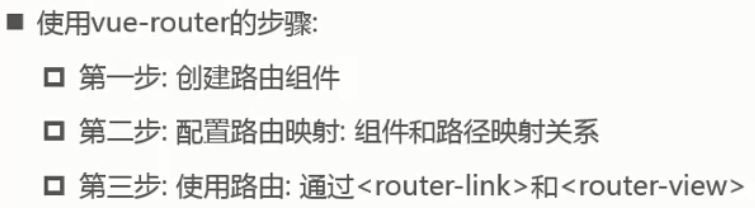 ■ 使用vue-router的步骤:
□ 第一步: 创建路由组件
□ 第二步: 配置路由映射: 组件和路径映射关系
□ 第三步: 使用路由: 通过<router-link>和<router-view>